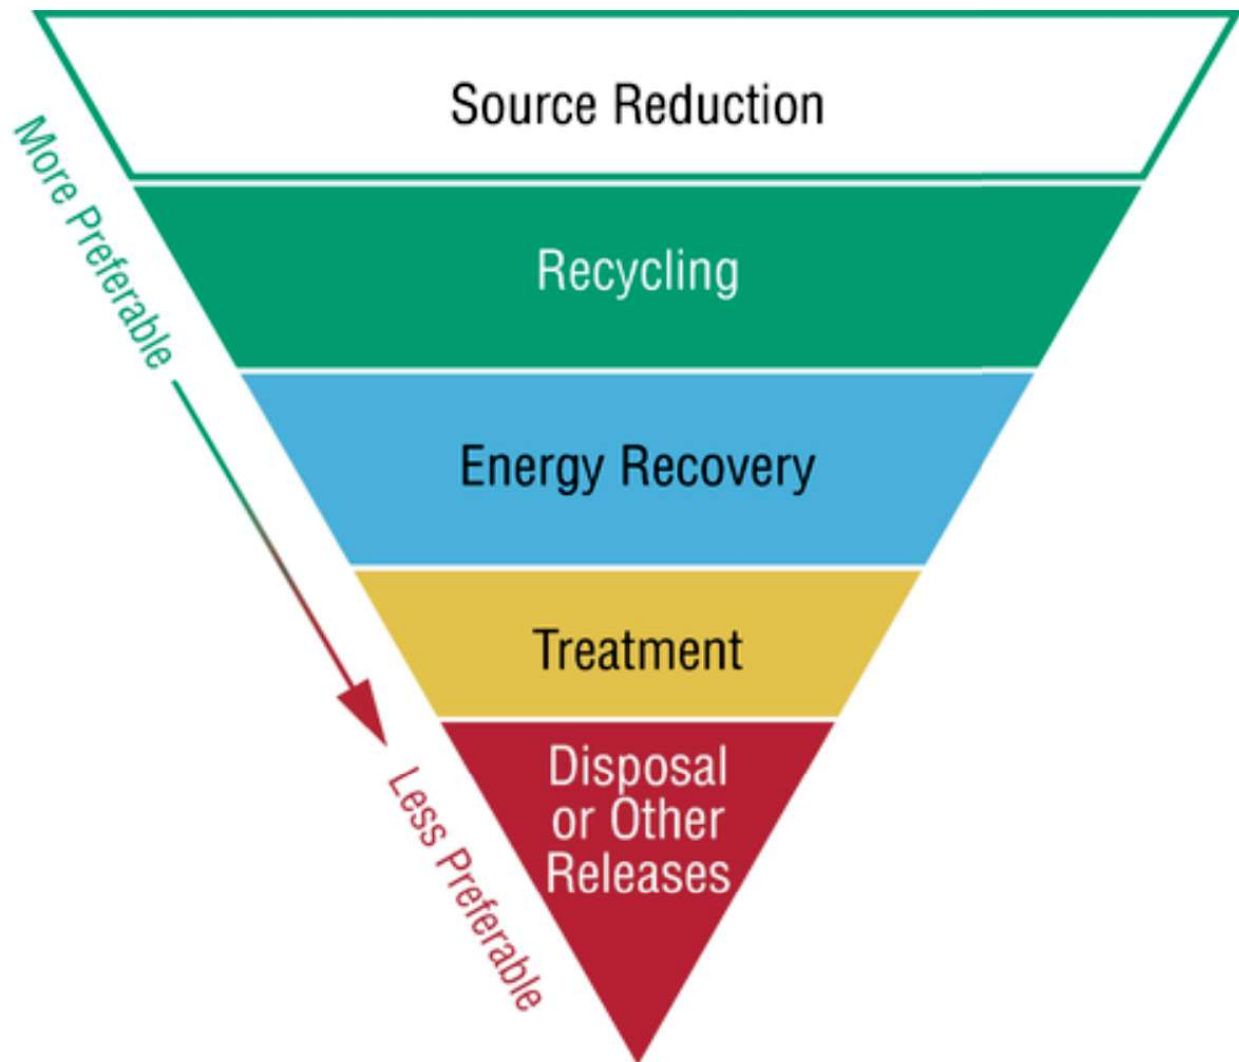 Source Reduction
More Preferable
Recycling
Energy Recovery
Treatment
Disposal
or Other
Releases
Less Preferable